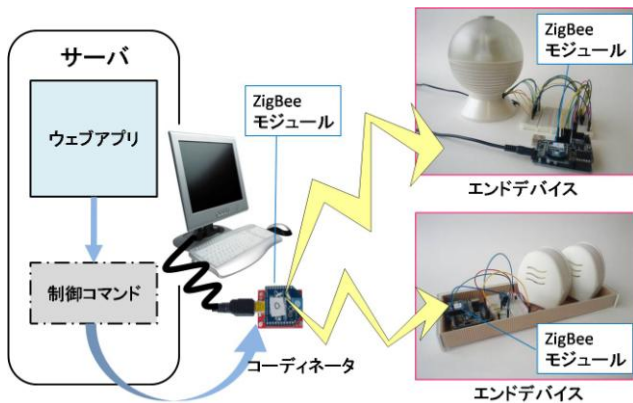 サーバ
ウェブアプリ
制御コマンド
ZigBee
モジュール
コーディネータ
ZigBee
モジュール
エンドデバイス
ZigBee
モジュール
エンドデバイス